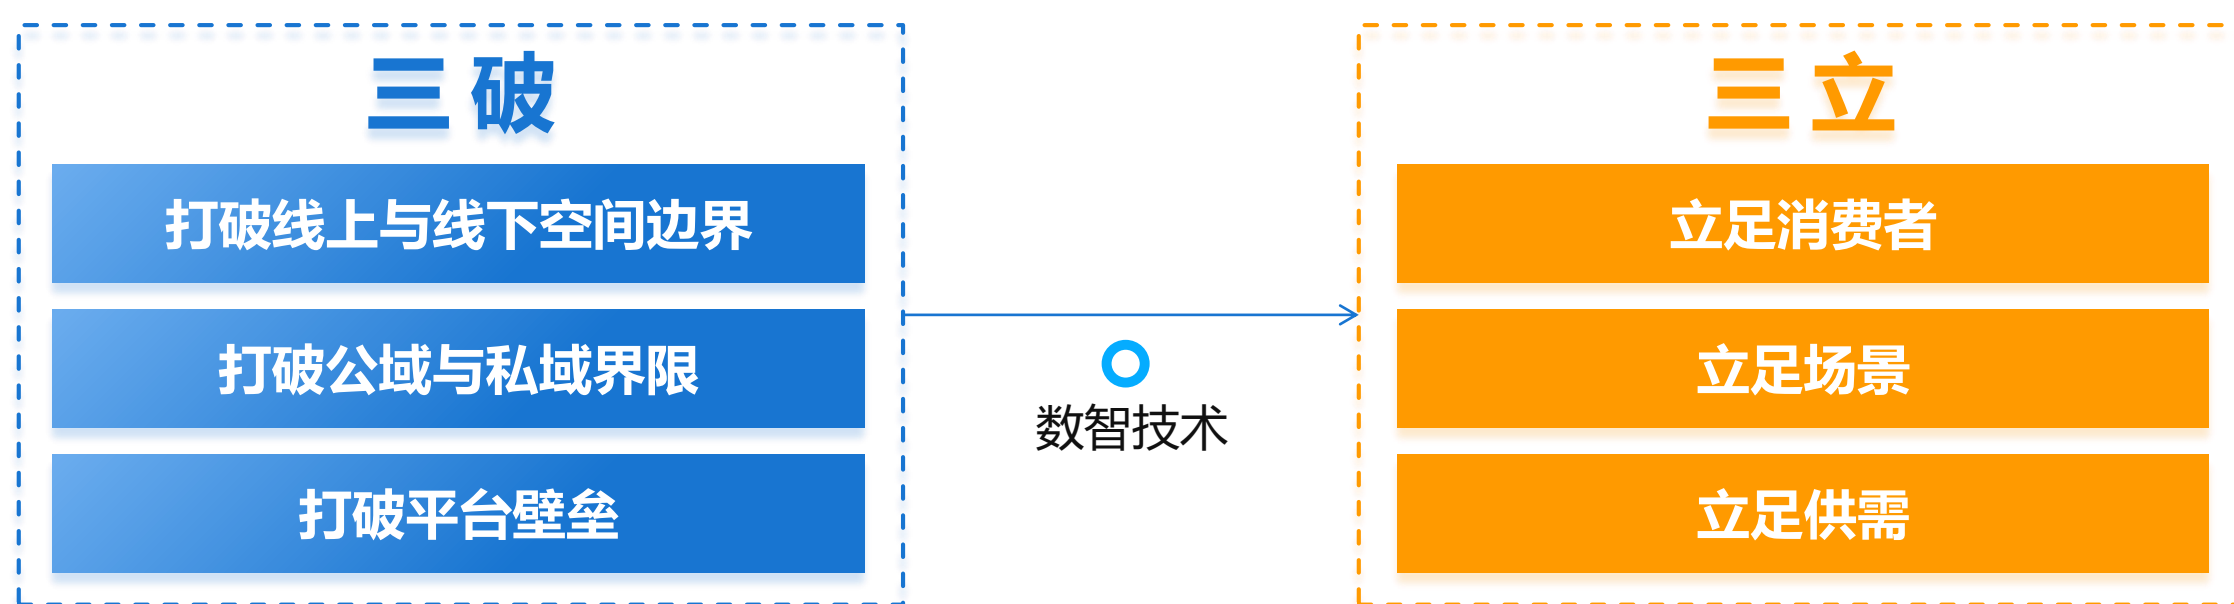 三破
打破线上与线下空间边界
打破公域与私域界限
打破平台壁垒
数智技术
三立
立足消费者
立足场景
立足供需